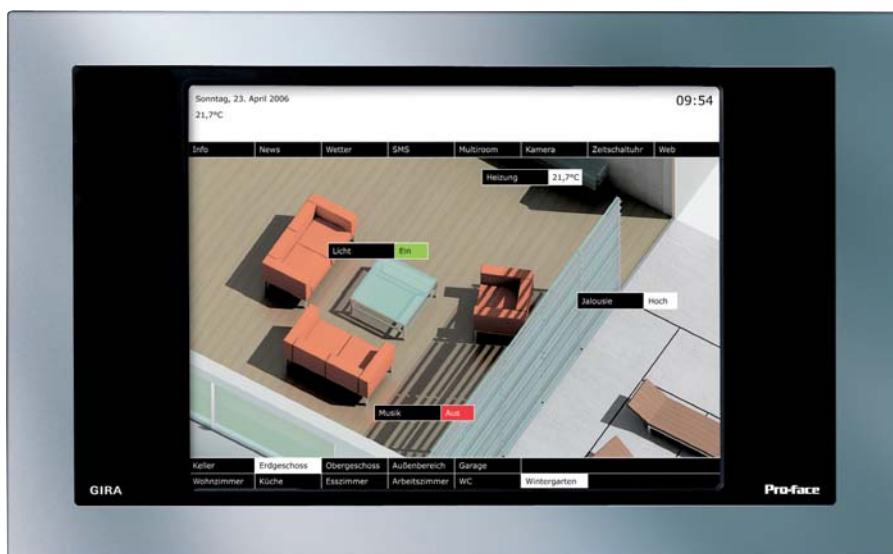 Sonntag, 23. April 2006
09:54
21,7°C
Info News Wetter SMS Multiroom Kamera Zeitschaltuhr Web
Heizung 21,7°C
Licht Ein
Jalousie Hoch
Musik Aus
Keller Erdgeschoss Obergeschoss Außenbereich Garage
Wohnzimmer Küche Esszimmer Arbeitszimmer WC Wintergarten
GIRA
Pro-face